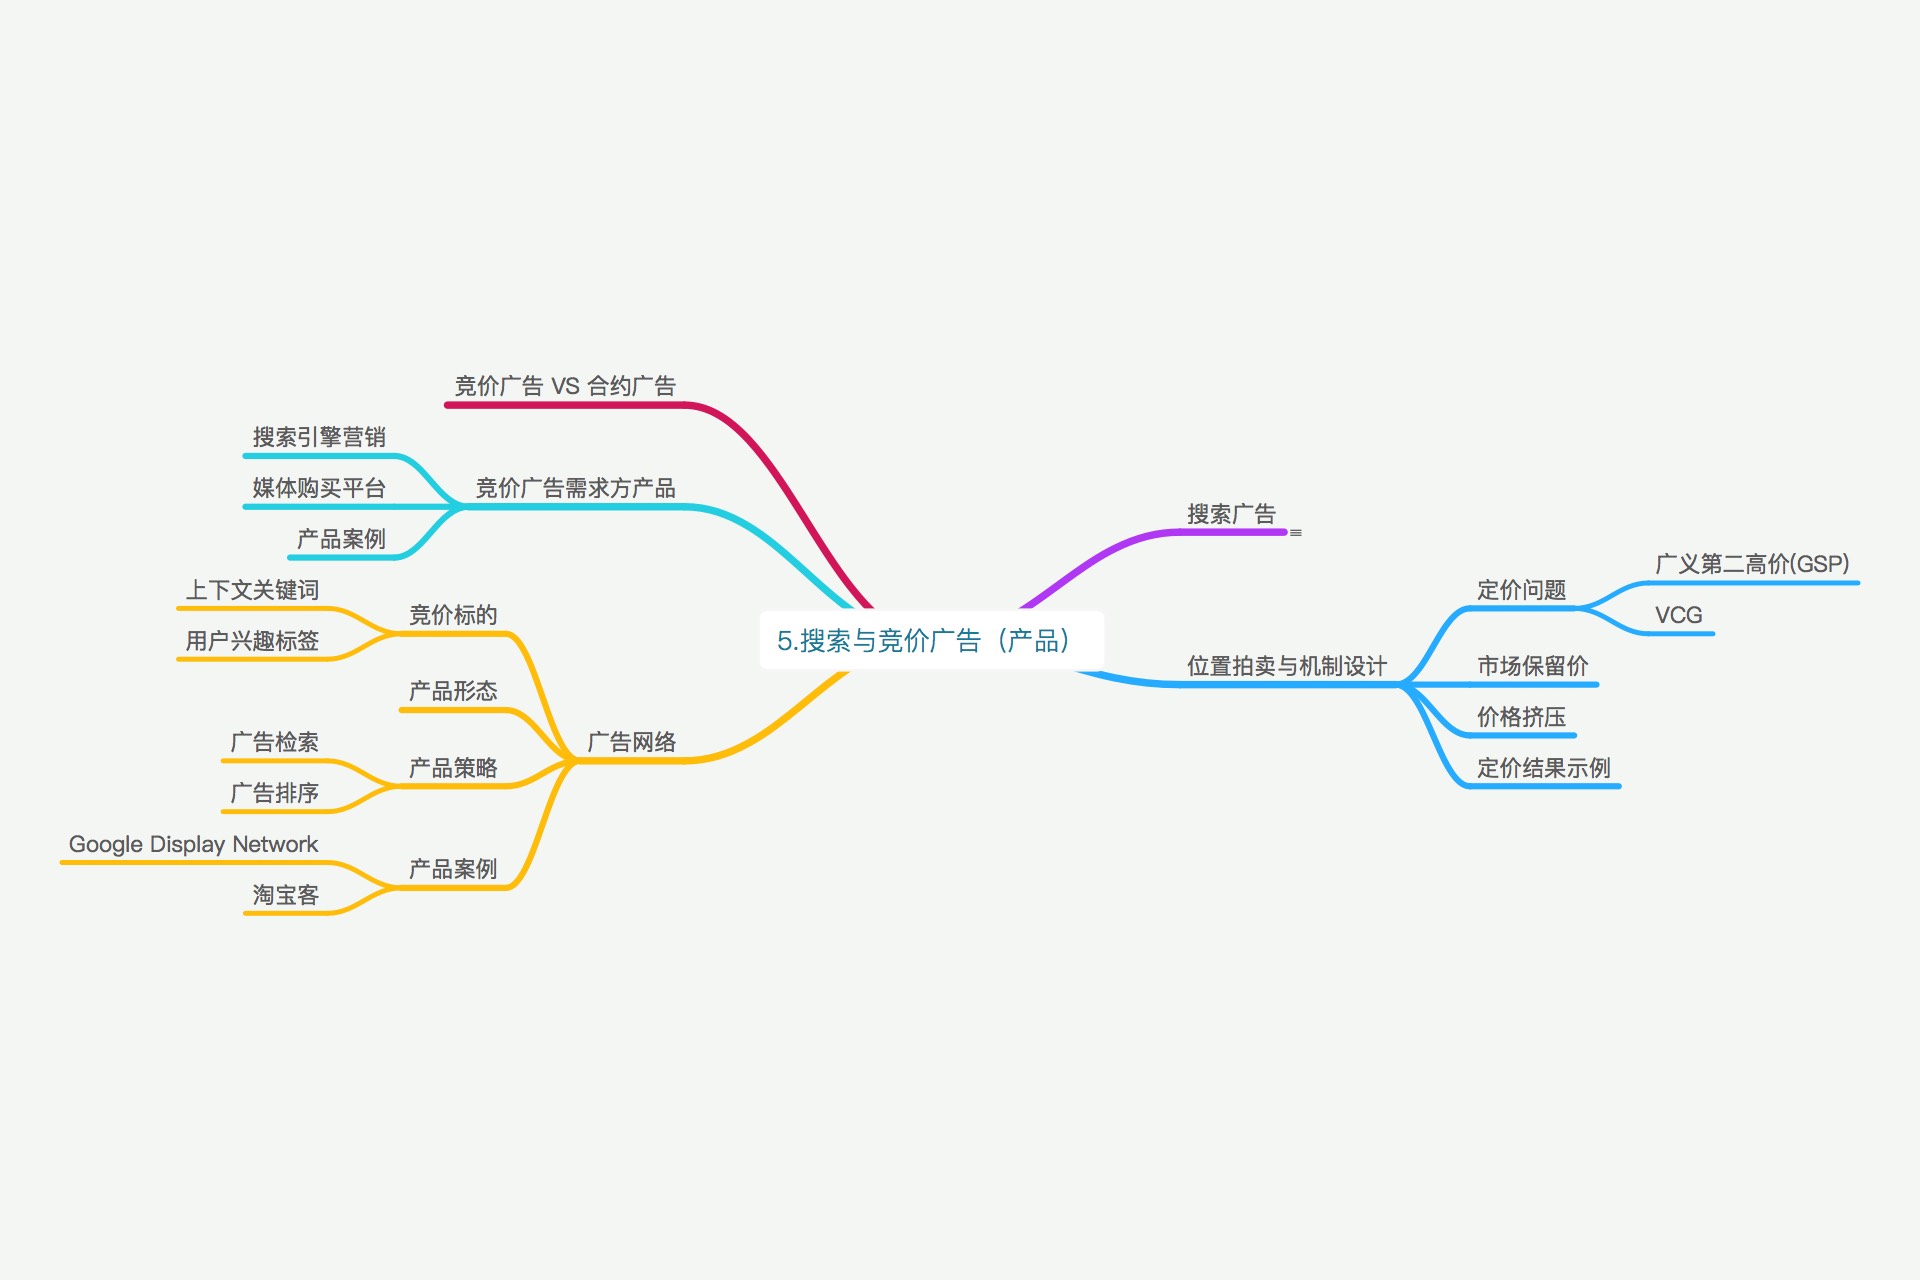 5.搜索与竞价广告（产品）
搜索广告
位置拍卖与机制设计
定价问题
广义第二高价(GSP)
VCG
市场保留价
价格挤压
定价结果示例
竞价广告 VS 合约广告
竞价广告需求方产品
搜索引擎营销
媒体购买平台
产品案例
广告网络
竞价标的
上下文关键词
用户兴趣标签
产品形态
产品策略
广告检索
广告排序
产品案例
Google Display Network
淘宝客